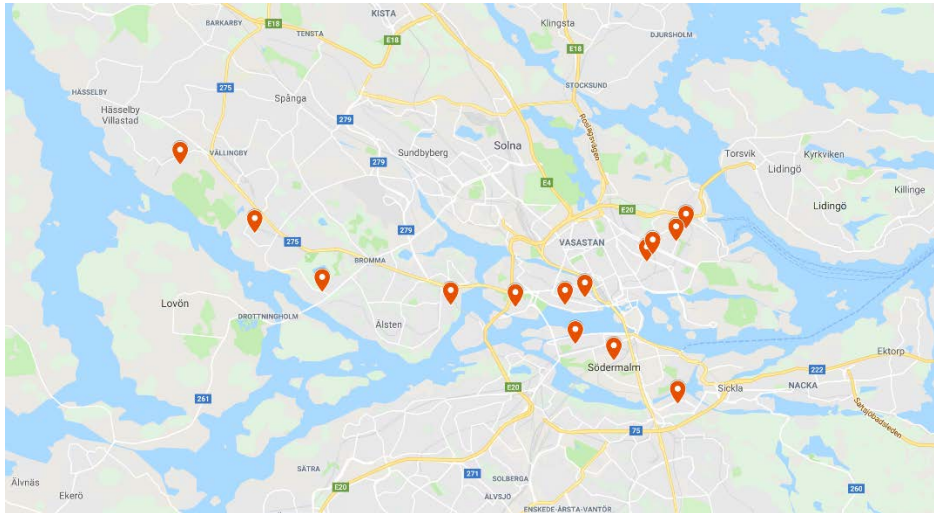 KISTA
BARKARBY
E18
Klingsta
TENSTA
DJURSHOLM
E18
E18
275
STOCKSUND
HÄSSELBY
Spånga
Hässelby
Villastad
279
Roslagsvägen
Solna
VÄLLINGBY
Sundbyberg
Torsvik
Kyrkviken
279
Lidingö
E4
Killinge
Lidingö
E20
279
275
VASASTAN
BROMMA
Lovön
DROTTNINGHOLM
Ålsten
Ektorp
Södermalm
222
E20
Sickla
NACKA
261
Saltsjöbadsleden
75
SÄTRA
271
SOLBERGA
Älvnäs
E20
260
Ekerö
ÄLVSJÖ
ENSKEDE-ÅRSTA-VANTÖR